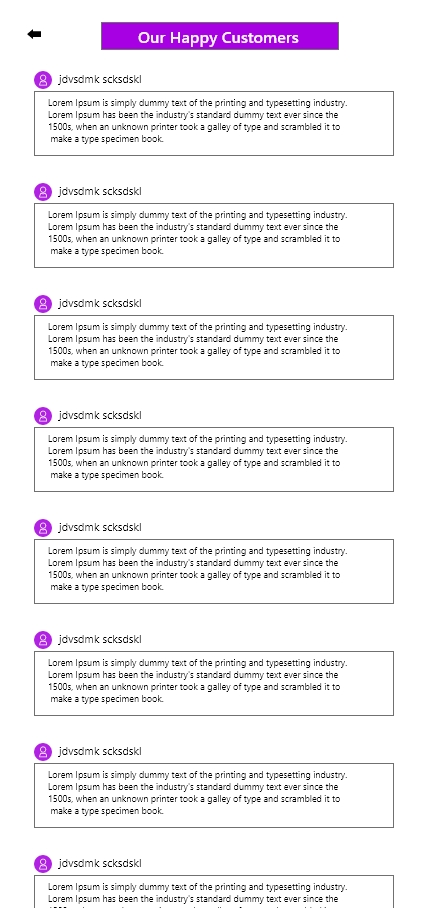 Our Happy Customers
jdvsdmk scksdskl
Lorem Ipsum is simply dummy text of the printing and typesetting industry.
Lorem Ipsum has been the industry's standard dummy text ever since the
1500s, when an unknown printer took a galley of type and scrambled it to
make a type specimen book.
jdvsdmk scksdskl
Lorem Ipsum is simply dummy text of the printing and typesetting industry.
Lorem Ipsum has been the industry's standard dummy text ever since the
1500s, when an unknown printer took a galley of type and scrambled it to
make a type specimen book.
jdvsdmk scksdskl
Lorem Ipsum is simply dummy text of the printing and typesetting industry.
Lorem Ipsum has been the industry's standard dummy text ever since the
1500s, when an unknown printer took a galley of type and scrambled it to
make a type specimen book.
jdvsdmk scksdskl
Lorem Ipsum is simply dummy text of the printing and typesetting industry.
Lorem Ipsum has been the industry's standard dummy text ever since the
1500s, when an unknown printer took a galley of type and scrambled it to
make a type specimen book.
jdvsdmk scksdskl
Lorem Ipsum is simply dummy text of the printing and typesetting industry.
Lorem Ipsum has been the industry's standard dummy text ever since the
1500s, when an unknown printer took a galley of type and scrambled it to
make a type specimen book.
jdvsdmk scksdskl
Lorem Ipsum is simply dummy text of the printing and typesetting industry.
Lorem Ipsum has been the industry's standard dummy text ever since the
1500s, when an unknown printer took a galley of type and scrambled it to
make a type specimen book.
jdvsdmk scksdskl
Lorem Ipsum is simply dummy text of the printing and typesetting industry.
Lorem Ipsum has been the industry's standard dummy text ever since the
1500s, when an unknown printer took a galley of type and scrambled it to
make a type specimen book.
jdvsdmk scksdskl
Lorem Ipsum is simply dummy text of the printing and typesetting industry.
Lorem Ipsum has been the industry's standard dummy text ever since the